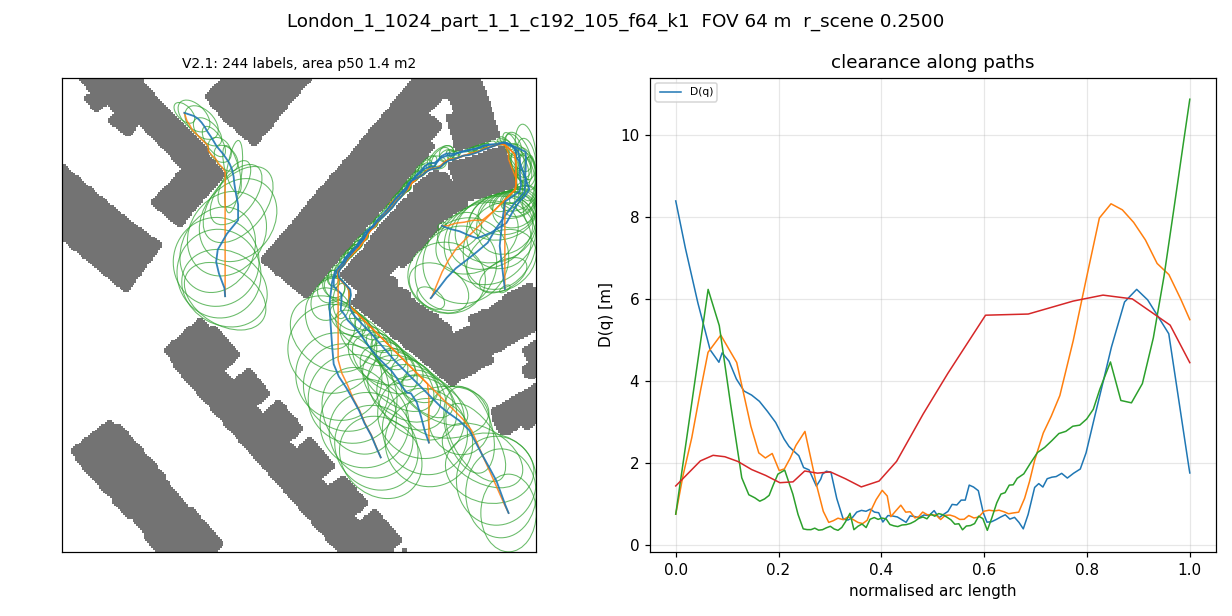 London_1_1024_part_1_1_c192_105_f64_k1  FOV 64 m  r_scene 0.2500
V2.1: 244 labels, area p50 1.4 m2
clearance along paths
D(q)
10
8
6
4
2
0
D(q) [m]
0.0 0.2 0.4 0.6 0.8 1.0
normalised arc length